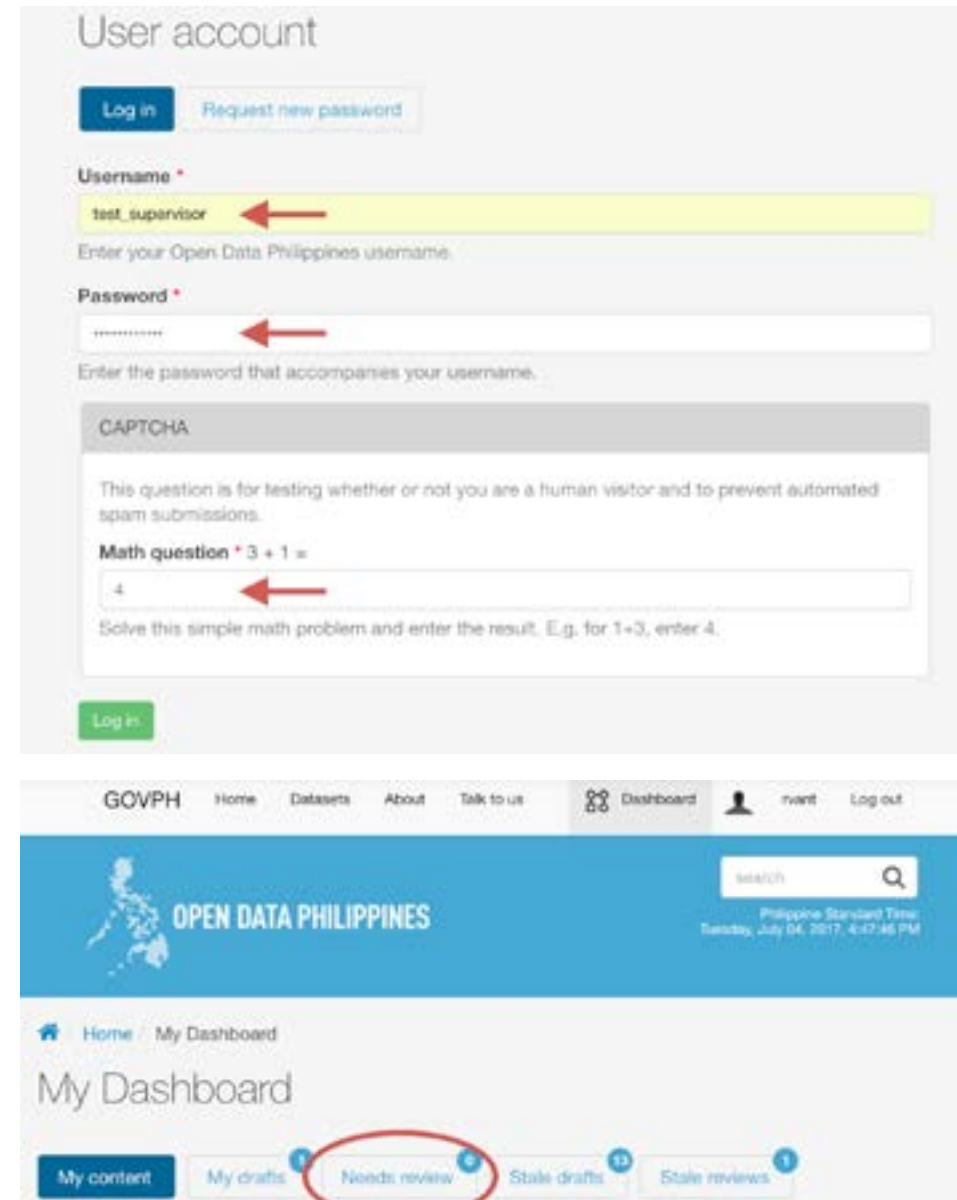 User account
Log in Request new password
Username *
test_supervisor
Enter your Open Data Philippines username.
Password *
•••••••••••••
Enter the password that accompanies your username.
CAPTCHA
This question is for testing whether or not you are a human visitor and to prevent automated
spam submissions.
Math question * 3 + 1 =
4
Solve this simple math problem and enter the result. E.g. for 1+3, enter 4.
Log in
GOVPH Home Datasets About Talk to us Dashboard rvant Log out
search
OPEN DATA PHILIPPINES
Philippine Standard Time:
Tuesday, July 04, 2017, 4:47:46 PM
Home / My Dashboard
My Dashboard
My content My drafts 1 Needs review 0 Stale drafts 13 Stale reviews 1